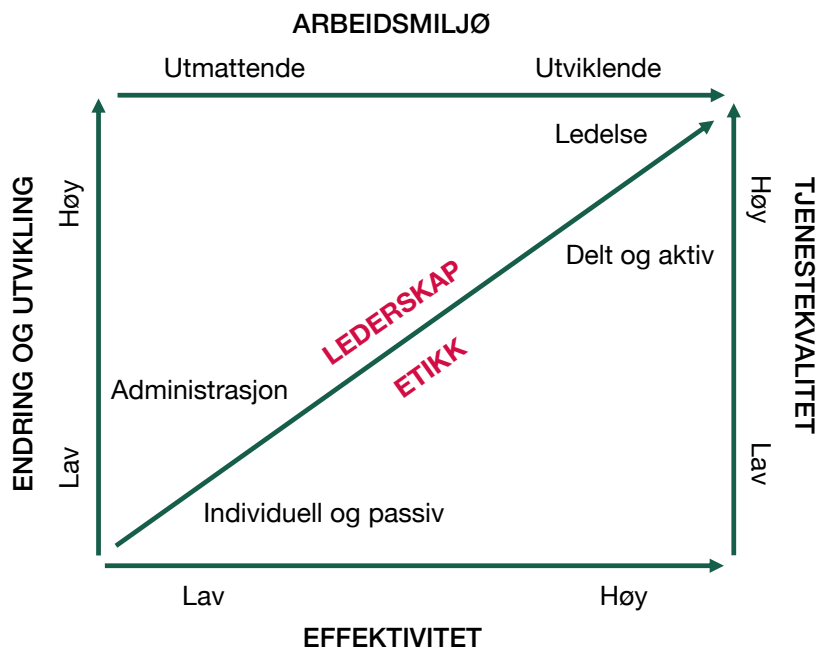 ARBEIDSMILJØ
Utmattende
Utviklende
Ledelse
ENDRING OG UTVIKLING
Høy
Lav
Høy
Lav
TJENESTEKVALITET
Delt og aktiv
LEDERSKAP
ETIKK
Administrasjon
Individuell og passiv
Lav
Høy
EFFEKTIVITET